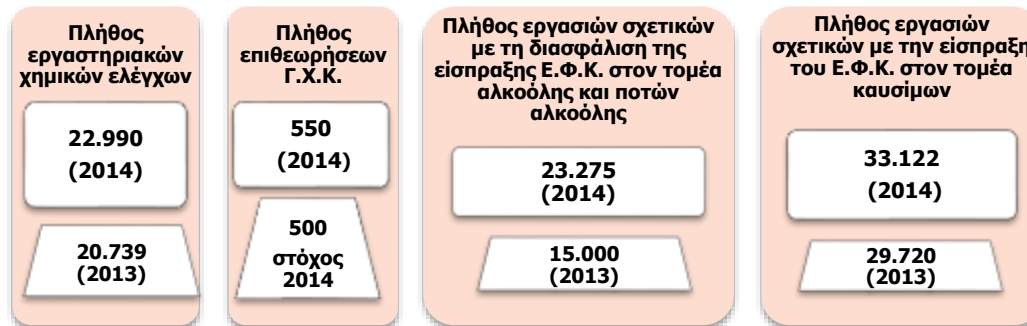 Πλήθος
εργαστηριακών
χημικών ελέγχων
22.990
(2014)
20.739
(2013)
Πλήθος
επιθεωρήσεων
Γ.Χ.Κ.
550
(2014)
500
στόχος
2014
Πλήθος εργασιών σχετικών
με τη διασφάλιση της
είσπραξης Ε.Φ.Κ. στον τομέα
αλκοόλης και ποτών
αλκοόλης
23.275
(2014)
15.000
(2013)
Πλήθος εργασιών
σχετικών με την είσπραξη
του Ε.Φ.Κ. στον τομέα
καυσίμων
33.122
(2014)
29.720
(2013)